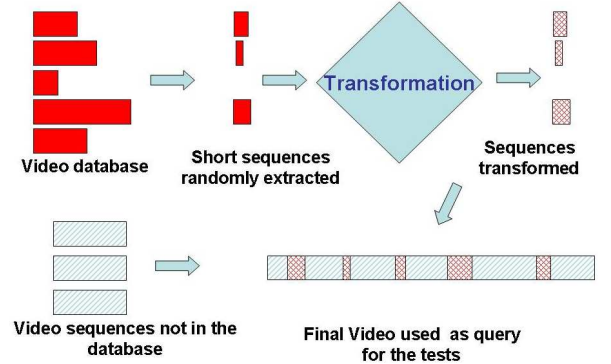 Transformation
Video database
Short sequences
randomly extracted
Sequences
transformed
Video sequences not in the
database
Final Video used as query
for the tests